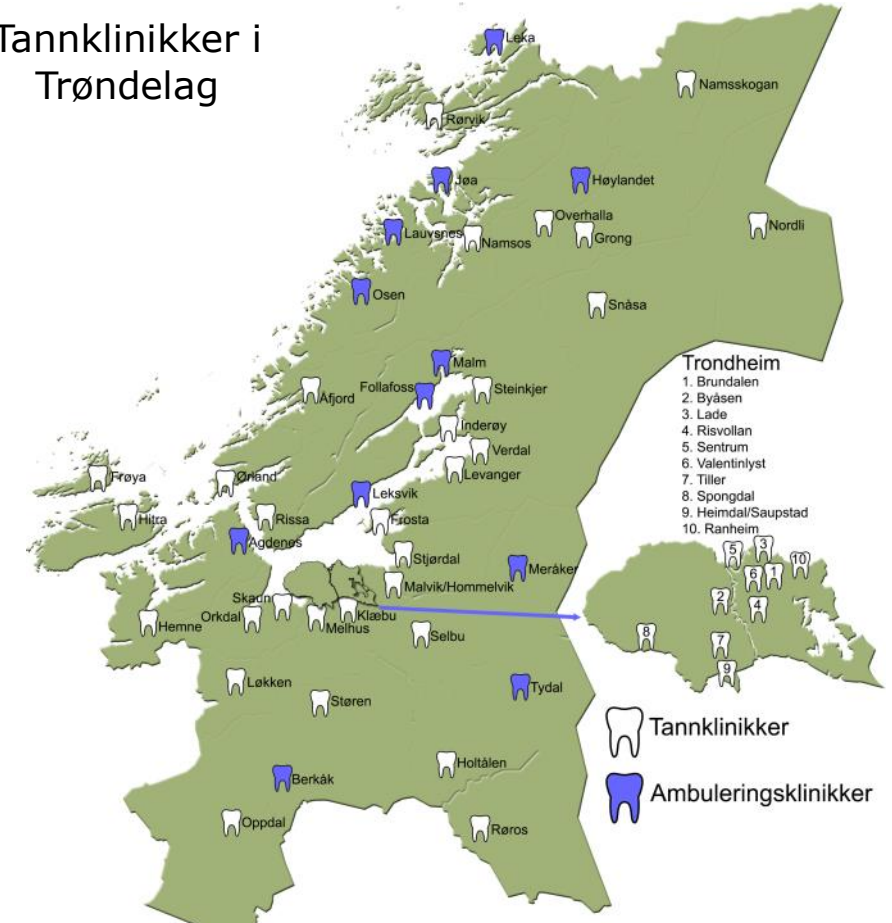 Tannklinikker i
Trøndelag
Leka
Namsskogan
Rørvik
Jøa
Høylandet
Overhalla
Nordli
Lauvsnes
Namsos
Grong
Osen
Snåsa
Malm
Follafoss
Steinkjer
Åfjord
Inderøy
Verdal
Levanger
Frøya
Ørland
Leksvik
Hitra
Rissa
Frosta
Agdenes
Stjørdal
Meråker
Malvik/Hommelvik
Skaun
Orkdal
Klæbu
Hemne
Melhus
Selbu
Løkken
Tydal
Støren
Holtålen
Berkåk
Oppdal
Røros
Trondheim
1. Brundalen
2. Byåsen
3. Lade
4. Risvollan
5. Sentrum
6. Valentinlyst
7. Tiller
8. Spongdal
9. Heimdal/Saupstad
10. Ranheim
3
5
10
6
1
2
4
8
7
9
Tannklinikker
Ambuleringsklinikker